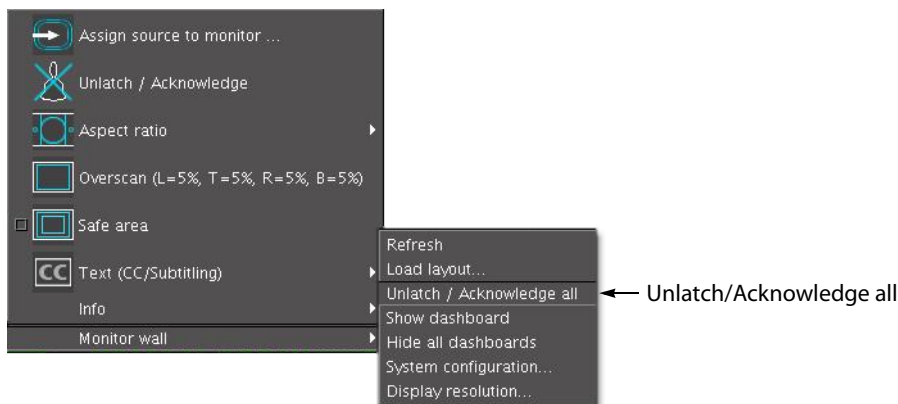 Assign source to monitor ...
Unlatch / Acknowledge
Aspect ratio
Overscan (L=5%, T=5%, R=5%, B=5%)
Safe area
CC Text (CC/Subtitling)
Info
Monitor wall
Refresh
Load layout...
Unlatch / Acknowledge all
Show dashboard
Hide all dashboards
System configuration...
Display resolution...
Unlatch/Acknowledge all